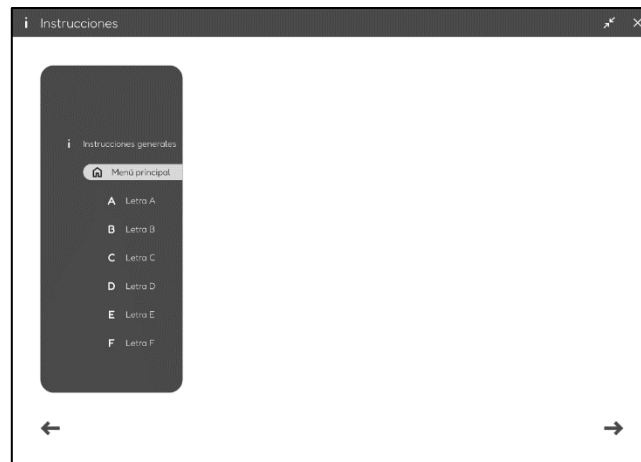 i Instrucciones
i Instrucciones generales
Menú principal
A Letra A
B Letra B
C Letra C
D Letra D
E Letra E
F Letra F